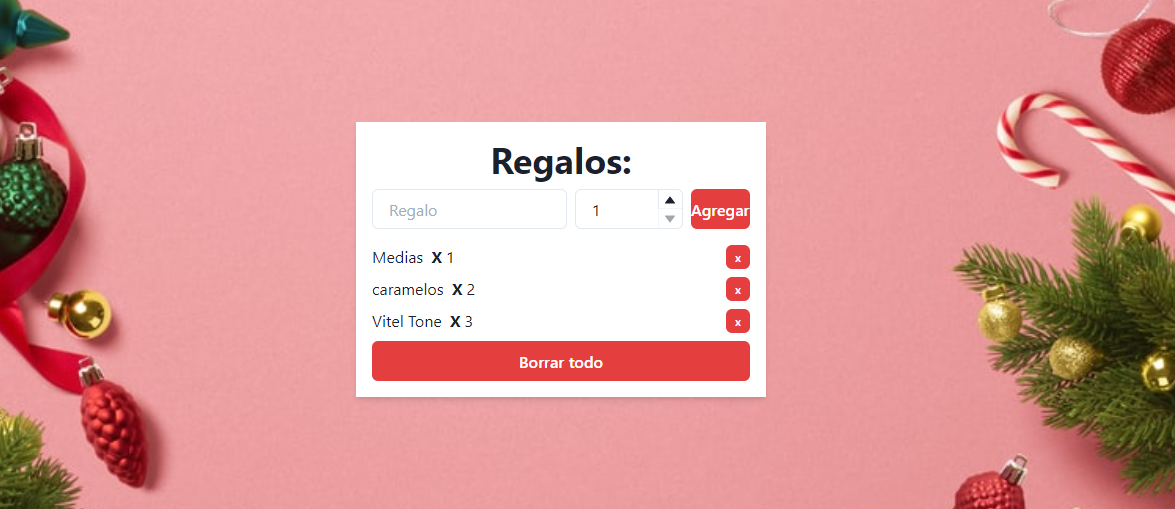 Regalos:
Regalo 1 Agregar
Medias X 1 x
caramelos X 2 x
Vitel Tone X 3 x
Borrar todo